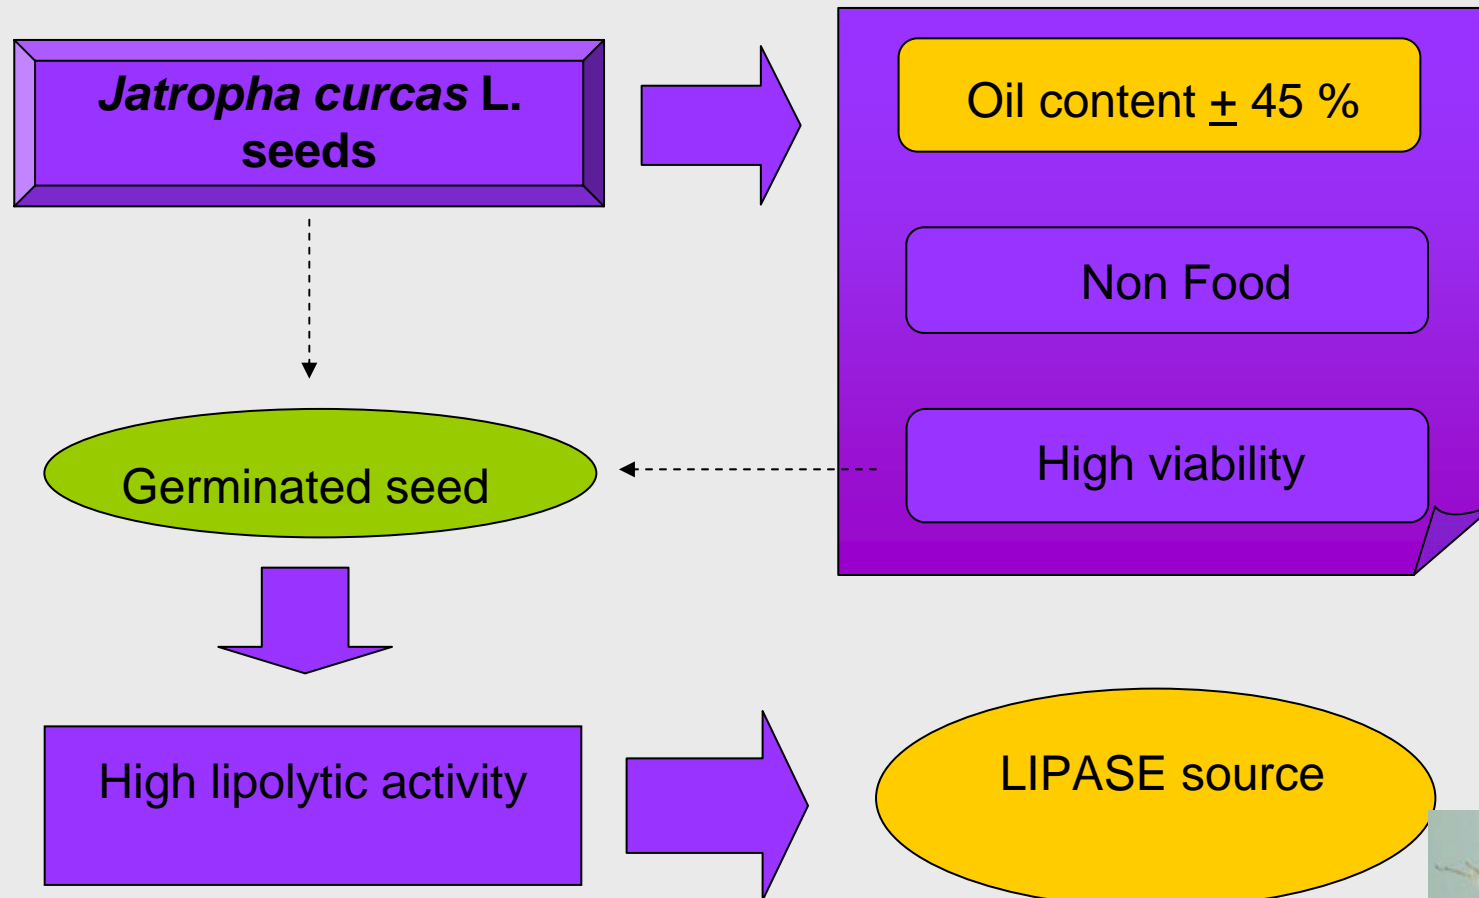 Jatropha curcas L.
seeds
Oil content ± 45 %
Non Food
High viability
Germinated seed
High lipolytic activity
LIPASE source